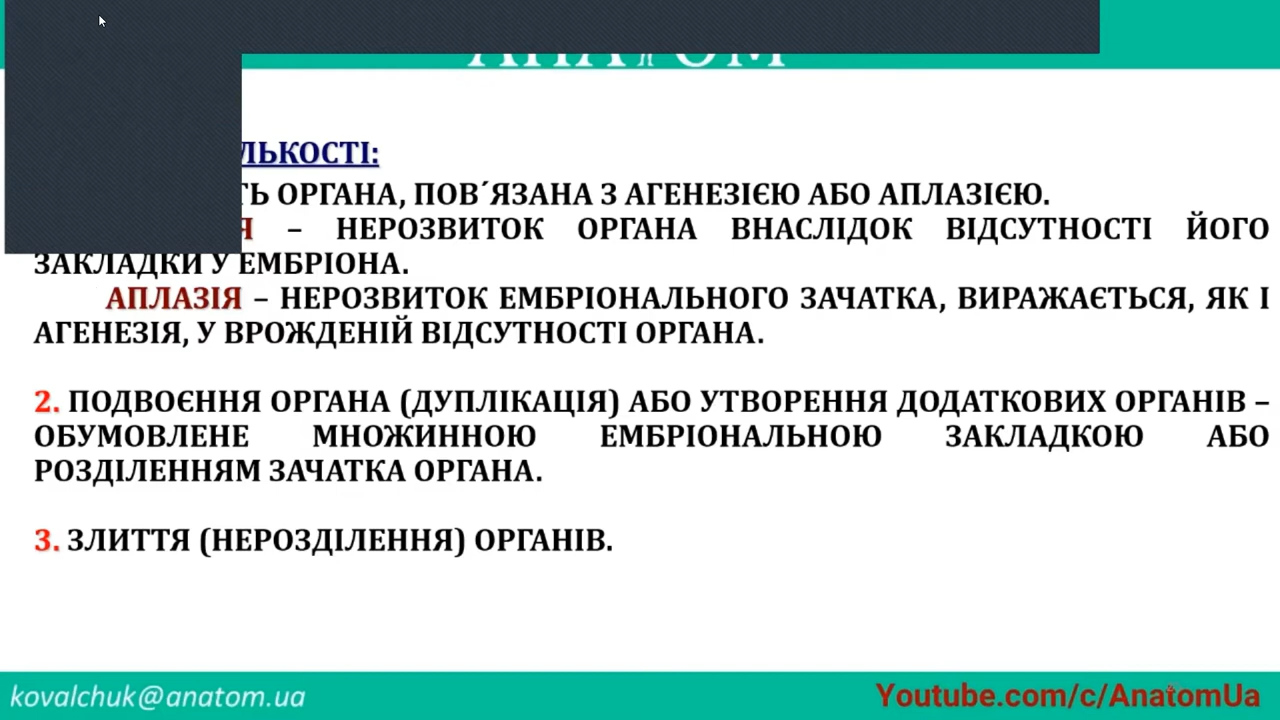 АНАТОМ
ЛЬКОСТІ:
ТЬ ОРГАНА, ПОВ´ЯЗАНА З АГЕНЕЗІЄЮ АБО АПЛАЗІЄЮ.
Я – НЕРОЗВИТОК ОРГАНА ВНАСЛІДОК ВІДСУТНОСТІ ЙОГО
ЗАКЛАДКИ У ЕМБРІОНА.
АПЛАЗІЯ – НЕРОЗВИТОК ЕМБРІОНАЛЬНОГО ЗАЧАТКА, ВИРАЖАЄТЬСЯ, ЯК І
АГЕНЕЗІЯ, У ВРОЖДЕНІЙ ВІДСУТНОСТІ ОРГАНА.
2. ПОДВОЄННЯ ОРГАНА (ДУПЛІКАЦІЯ) АБО УТВОРЕННЯ ДОДАТКОВИХ ОРГАНІВ –
ОБУМОВЛЕНЕ МНОЖИННОЮ ЕМБРІОНАЛЬНОЮ ЗАКЛАДКОЮ АБО
РОЗДІЛЕННЯМ ЗАЧАТКА ОРГАНА.
3. ЗЛИТТЯ (НЕРОЗДІЛЕННЯ) ОРГАНІВ.
kovalchuk@anatom.ua
Youtube.com/c/AnatomUa